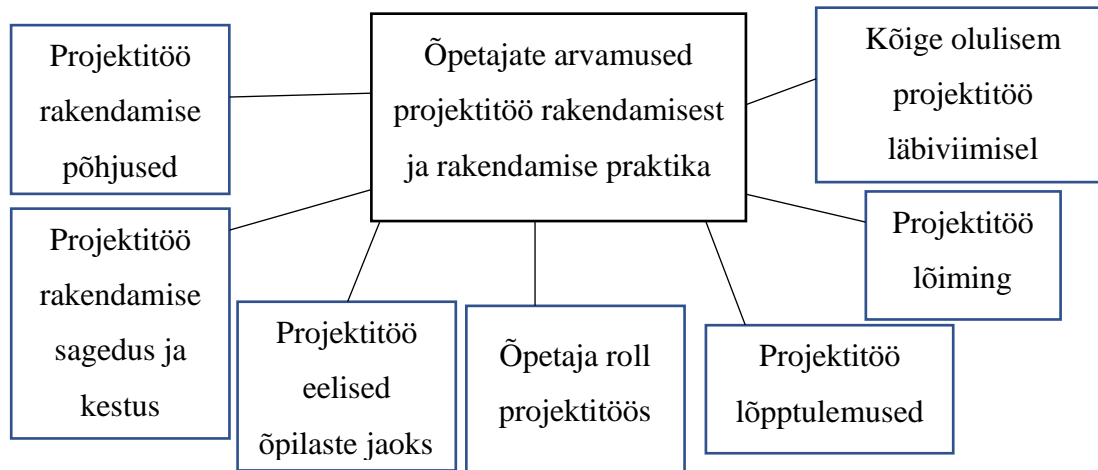 Projektitöö
rakendamise
põhjused
Õpetajate arvamused
projektitöö rakendamisest
ja rakendamise praktika
Kõige olulisem
projektitöö
läbiviimisel
Projektitöö
rakendamise
sagedus ja
kestus
Projektitöö
eelised
õpilaste jaoks
Õpetaja roll
projektitöös
Projektitöö
lõpptulemused
Projektitöö
lõiming